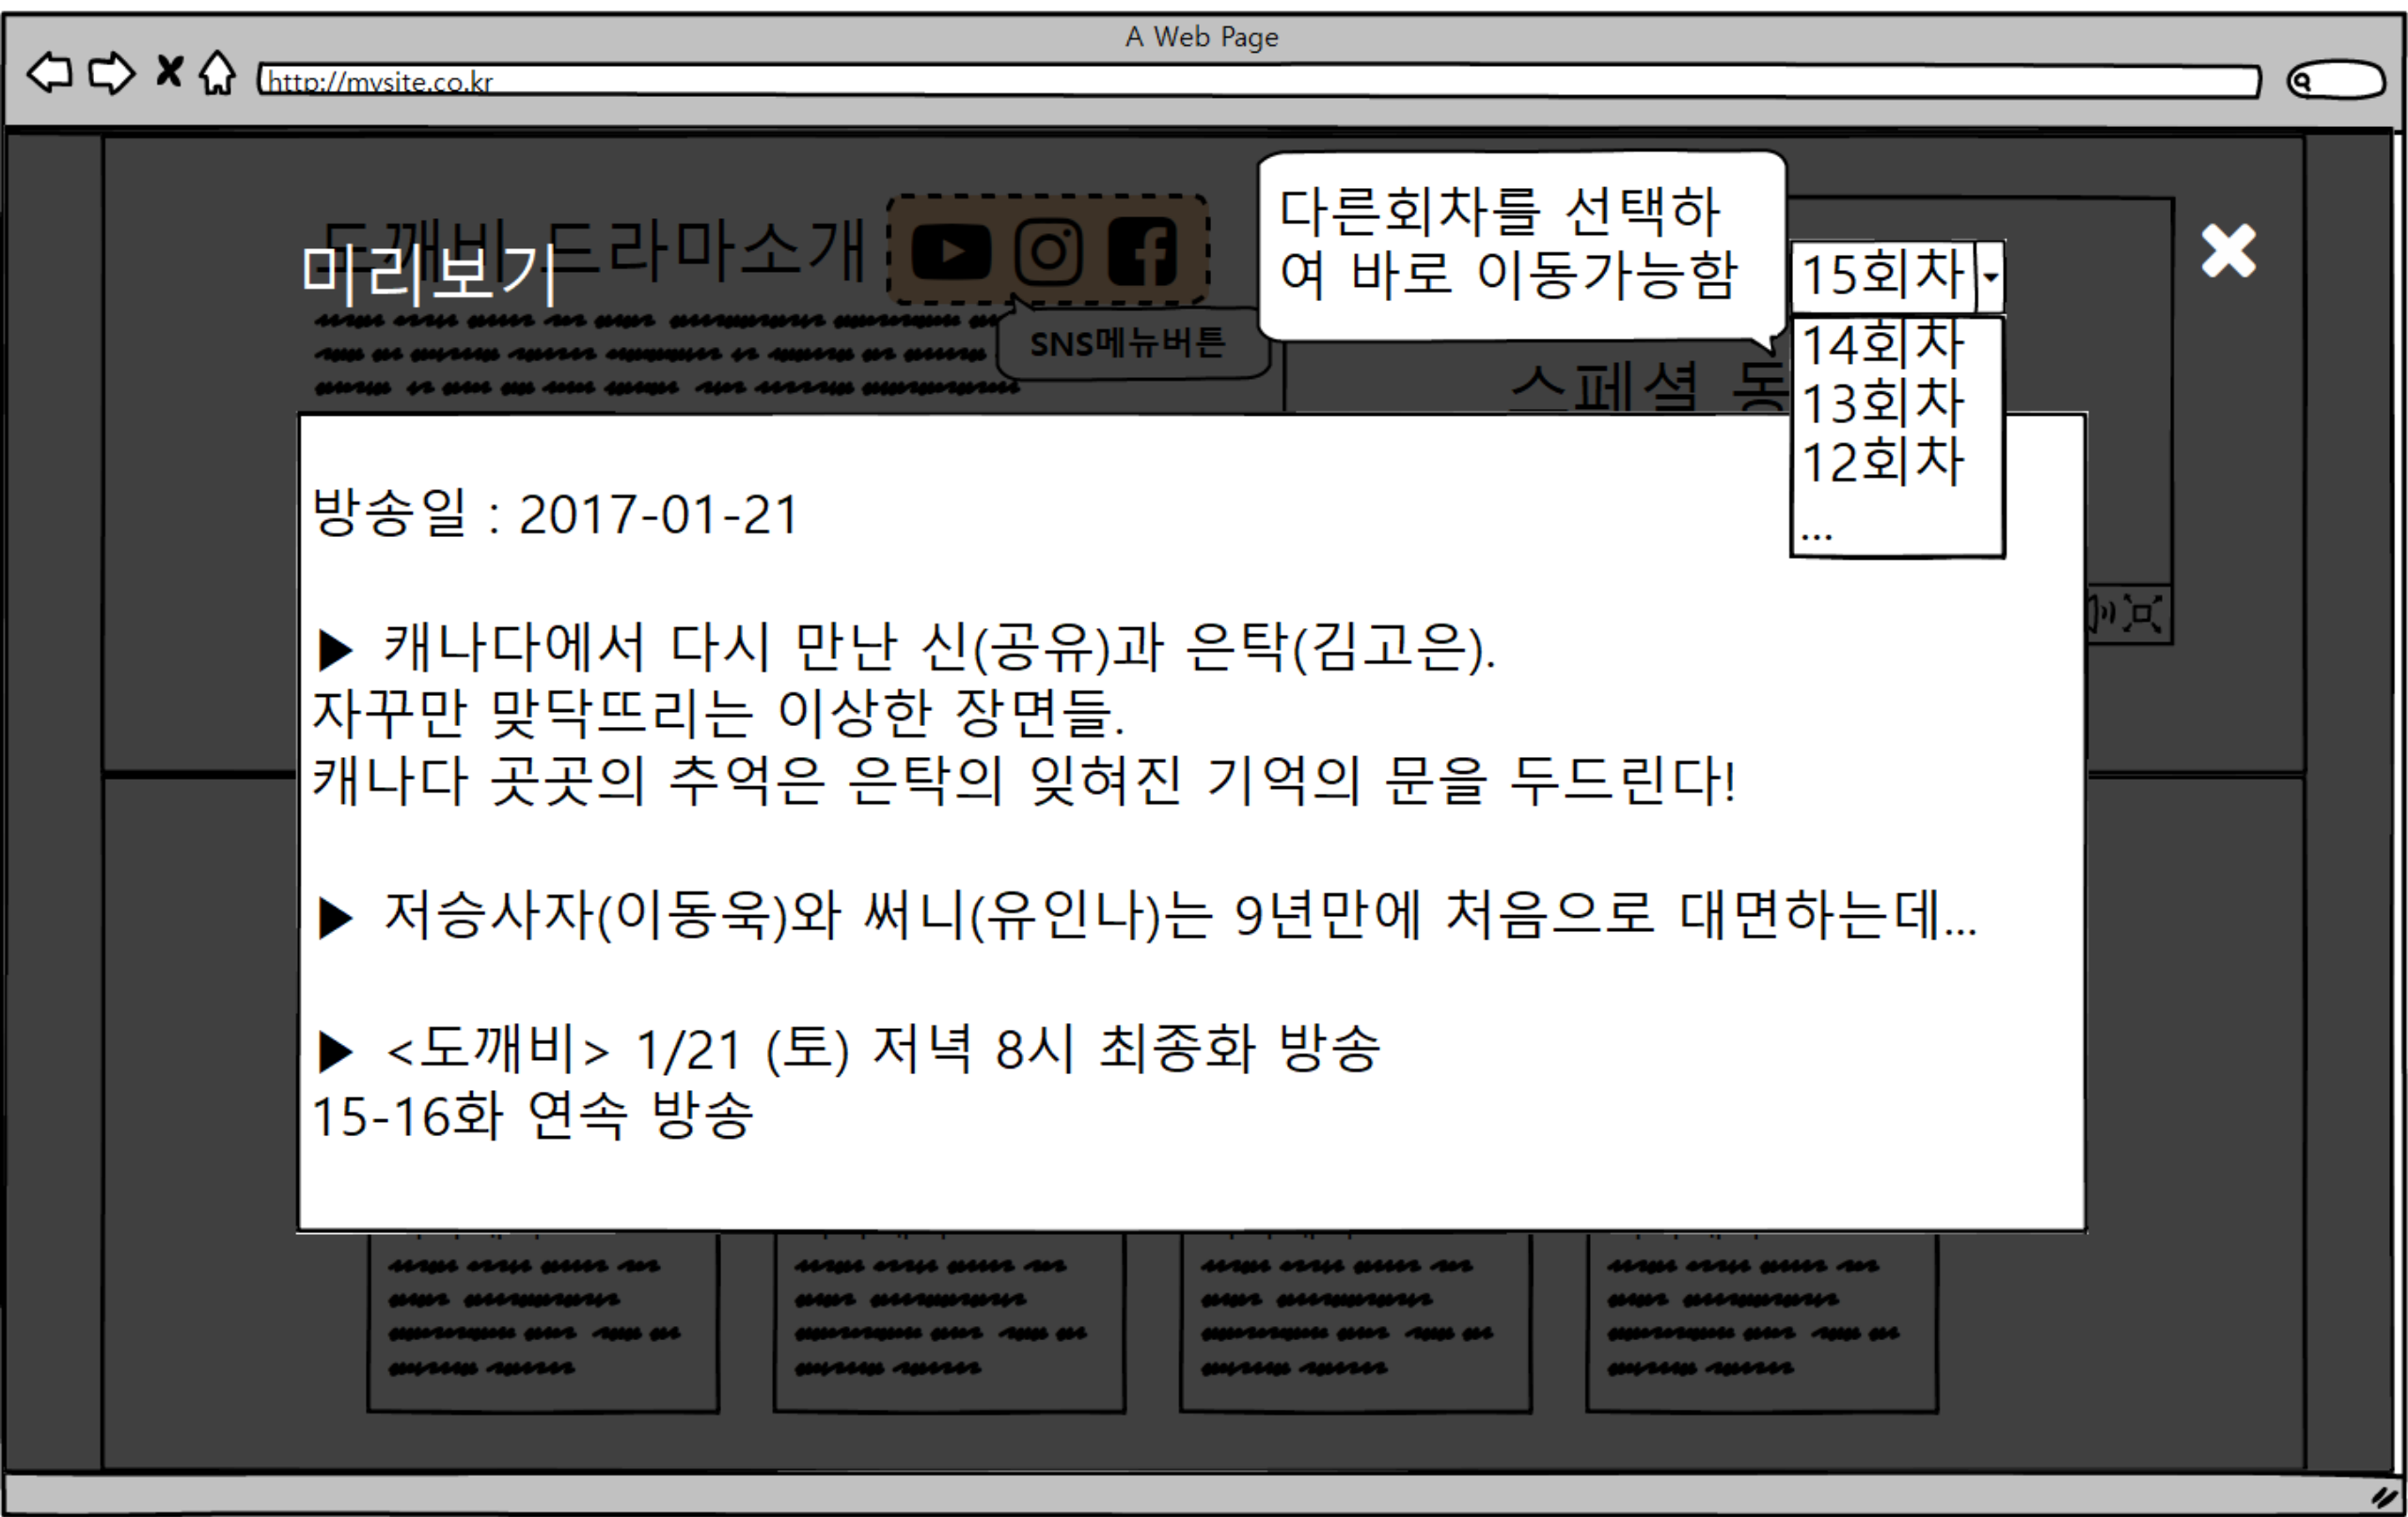 A Web Page
http://mysite.co.kr
도깨비 드라마소개
미리보기
다른회차를 선택하
여 바로 이동가능함
15회차
14회차
13회차
12회차
...
SNS메뉴버튼
스페셜 동
방송일 : 2017-01-21
▶ 캐나다에서 다시 만난 신(공유)과 은탁(김고은).
자꾸만 맞닥뜨리는 이상한 장면들.
캐나다 곳곳의 추억은 은탁의 잊혀진 기억의 문을 두드린다!
▶ 저승사자(이동욱)와 써니(유인나)는 9년만에 처음으로 대면하는데...
▶ <도깨비> 1/21 (토) 저녁 8시 최종화 방송
15-16화 연속 방송